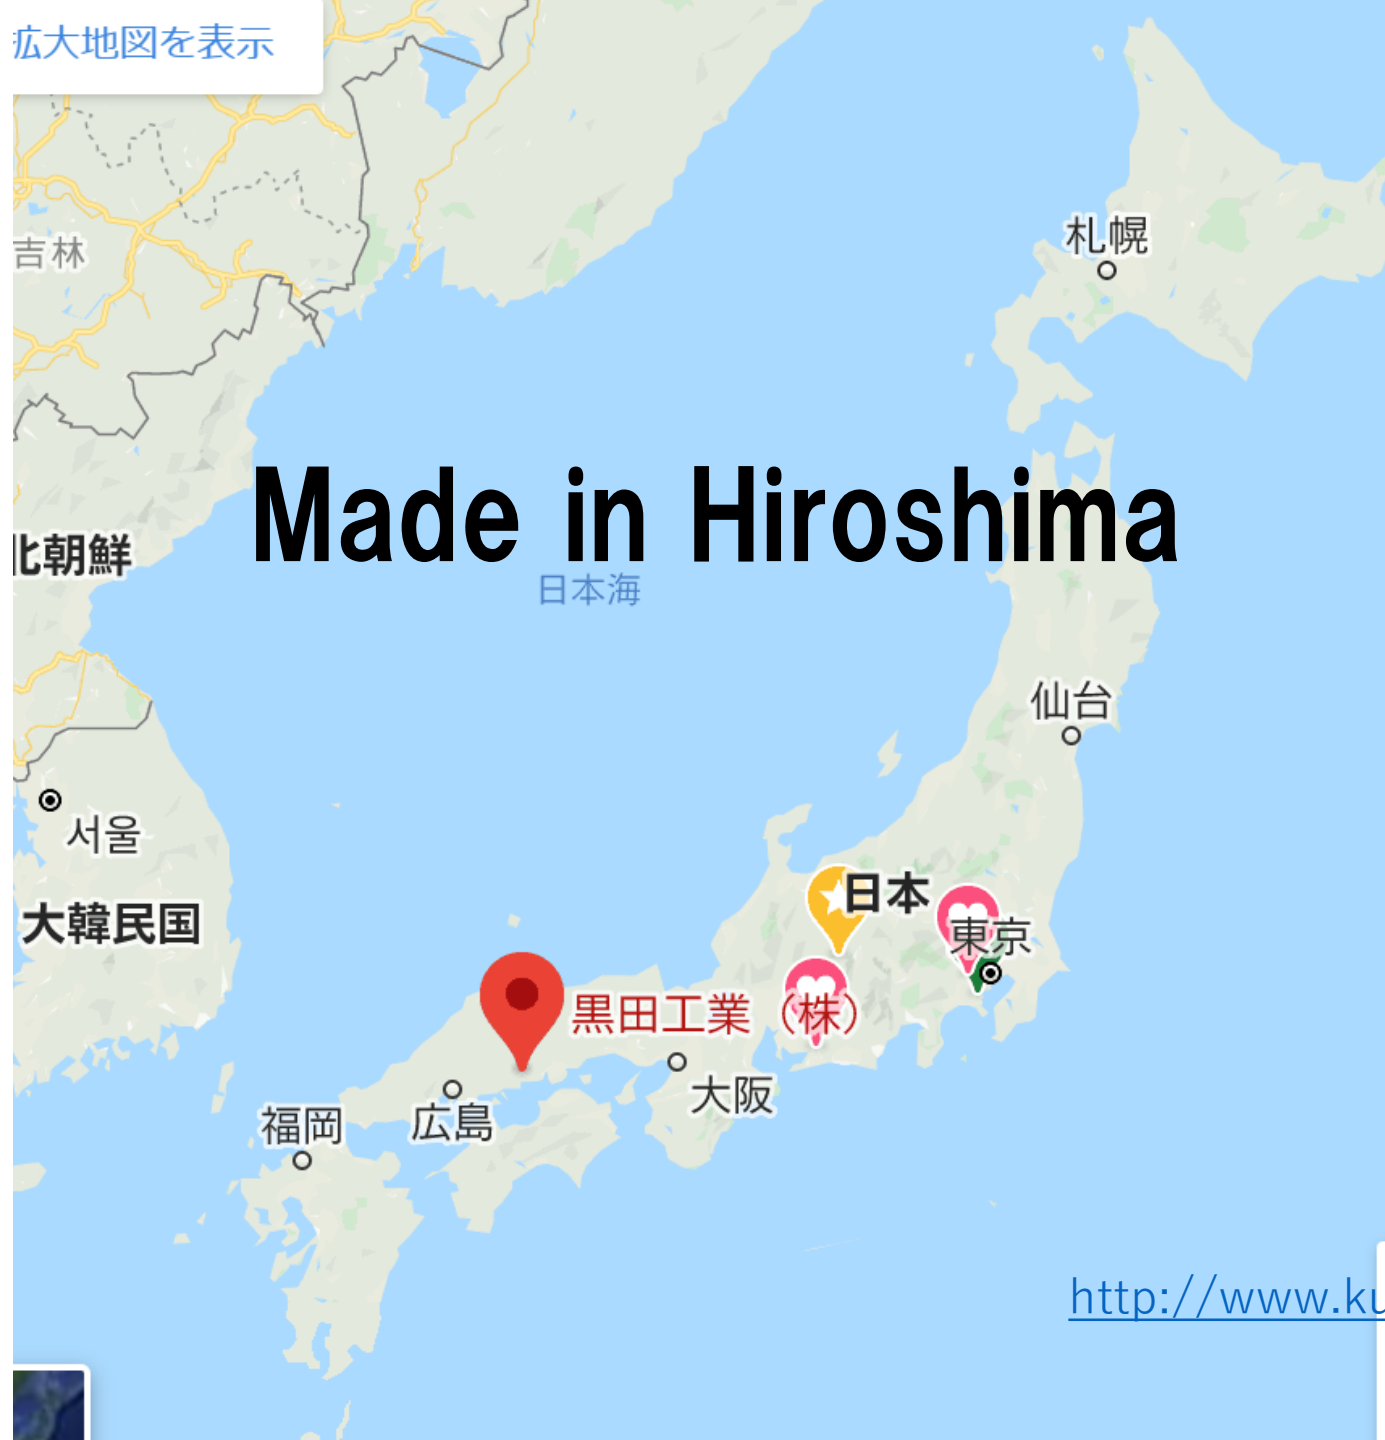 拡大地図を表示
札幌
吉林
Made in Hiroshima
北朝鮮
日本海
仙台
서울
日本
大韓民国
東京
黒田工業（株）
大阪
広島
福岡
http://www.ku